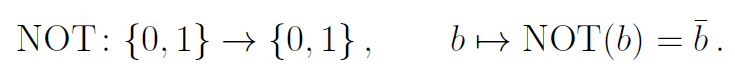 NOT: {0, 1} → {0, 1} , b ↦ NOT(b) = b̄ .